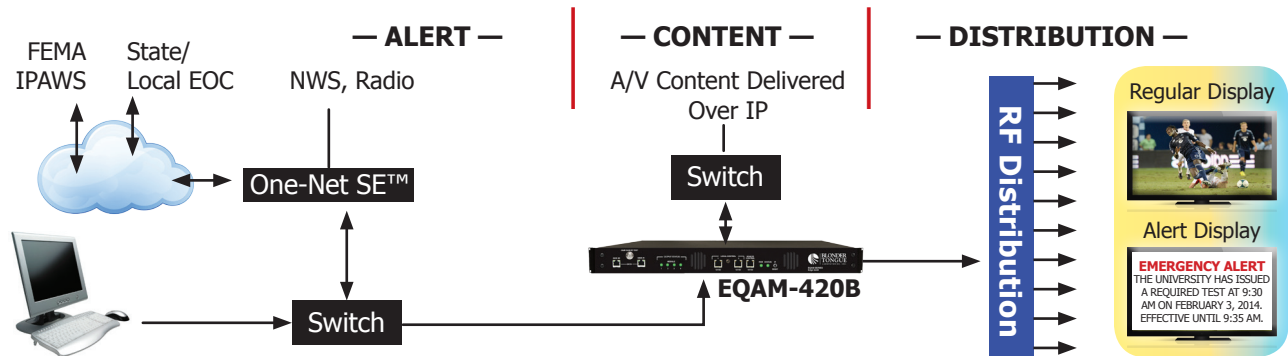 — ALERT —
— CONTENT —
— DISTRIBUTION —
FEMA
IPAWS
State/
Local EOC
NWS, Radio
One-Net SE™
Switch
A/V Content Delivered
Over IP
Switch
BLONDER
TONGUE
EQAM-420B
RF Distribution
Regular Display
Alert Display
EMERGENCY ALERT
THE UNIVERSITY HAS ISSUED
A REQUIRED TEST AT 9:30
AM ON FEBRUARY 3, 2014.
EFFECTIVE UNTIL 9:35 AM.